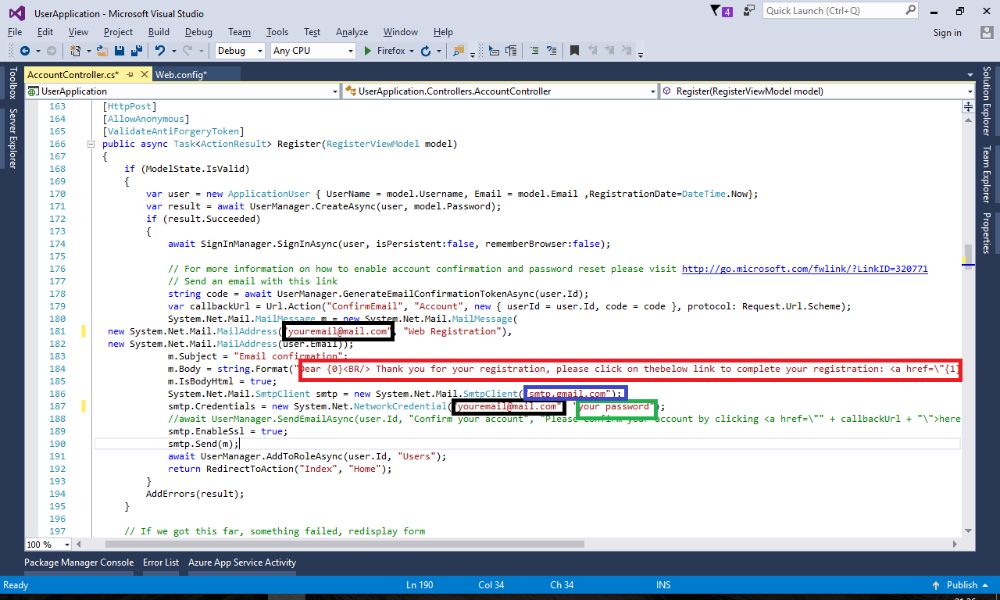 UserApplication - Microsoft Visual Studio
4
Quick Launch (Ctrl+Q)
File Edit View Project Build Debug Team Tools Test Analyze Window Help
Sign in
Debug Any CPU Firefox
AccountController.cs* Web.config*
UserApplication UserApplication.Controllers.AccountController Register(RegisterViewModel model)
Toolbox
Server Explorer
163 [HttpPost]
164 [AllowAnonymous]
165 [ValidateAntiForgeryToken]
166 public async Task<ActionResult> Register(RegisterViewModel model)
167 {
168 if (ModelState.IsValid)
169 {
170 var user = new ApplicationUser { UserName = model.Username, Email = model.Email ,RegistrationDate=DateTime.Now};
171 var result = await UserManager.CreateAsync(user, model.Password);
172 if (result.Succeeded)
173 {
174 await SignInManager.SignInAsync(user, isPersistent:false, rememberBrowser:false);
175
176 // For more information on how to enable account confirmation and password reset please visit http://go.microsoft.com/fwlink/?LinkID=320771
177 // Send an email with this link
178 string code = await UserManager.GenerateEmailConfirmationTokenAsync(user.Id);
179 var callbackUrl = Url.Action("ConfirmEmail", "Account", new { userId = user.Id, code = code }, protocol: Request.Url.Scheme);
180 System.Net.Mail.MailMessage m = new System.Net.Mail.MailMessage(
181 new System.Net.Mail.MailAddress("youremail@mail.com", "Web Registration"),
182 new System.Net.Mail.MailAddress(user.Email));
183 m.Subject = "Email confirmation";
184 m.Body = string.Format("Dear {0}<BR/> Thank you for your registration, please click on thebelow link to complete your registration: <a href=\"{1}
185 m.IsBodyHtml = true;
186 System.Net.Mail.SmtpClient smtp = new System.Net.Mail.SmtpClient("smtp.gmail.com");
187 smtp.Credentials = new System.Net.NetworkCredential("youremail@mail.com" "your password");
188 //await UserManager.SendEmailAsync(user.Id, "Confirm your account", "Please confirm your account by clicking <a href=\"" + callbackUrl + "\">here
189 smtp.EnableSsl = true;
190 smtp.Send(m);
191 await UserManager.AddToRoleAsync(user.Id, "Users");
192 return RedirectToAction("Index", "Home");
193 }
194 AddErrors(result);
195 }
196
197 // If we got this far, something failed, redisplay form
Solution Explorer
Team Explorer
Properties
100 %
Package Manager Console Error List Azure App Service Activity
Ready Ln 190 Col 34 Ch 34 INS Publish